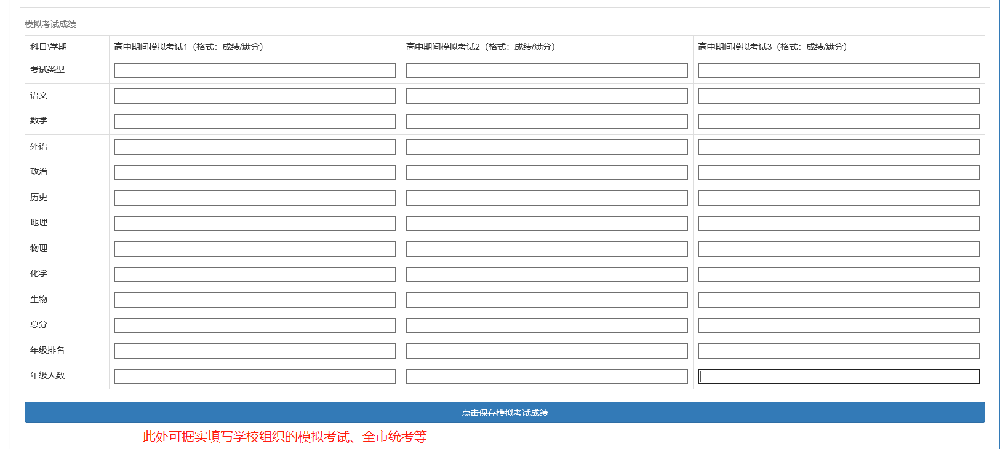 模拟考试成绩
科目\学期 高中期间模拟考试1（格式：成绩/满分） 高中期间模拟考试2（格式：成绩/满分） 高中期间模拟考试3（格式：成绩/满分）
考试类型
语文
数学
外语
政治
历史
地理
物理
化学
生物
总分
年级排名
年级人数
点击保存模拟考试成绩
此处可据实填写学校组织的模拟考试、全市统考等